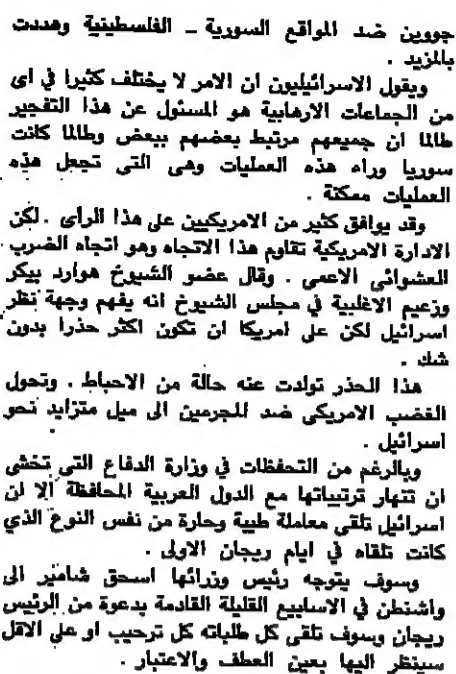 جووين ضد المواقع السورية ـ الفلسطينية وهددت
بالمزيد .
ويقول الاسرائيليون ان الامر لا يختلف كثيرا في اى
من الجماعات الارهابية هو المسئول عن هذا التفجير
طالما ان جميعهم مرتبط بعضهم ببعض وطالما كانت
سوريا وراء هذه العمليات وهى التى تجعل هذه
العمليات ممكنة .
وقد يوافق كثير من الامريكيين على هذا الراى . لكن
الادارة الامريكية تقاوم هذا الاتجاه وهو اتجاه الضرب
العشوائى الاعمى . وقال عضو الشيوخ هوارد بيكر
وزعيم الاغلبية في مجلس الشيوخ انه يفهم وجهة نظر
اسرائيل لكن على امريكا ان تكون اكثر حذرا بدون
شك .
هذا الحذر تولدت عنه حالة من الاحباط . وتحول
الغضب الامريكى ضد المجرمين الى ميل متزايد نحو
اسرائيل .
وبالرغم من التحفظات في وزارة الدفاع التى تخشى
ان تنهار ترتيباتها مع الدول العربية المحافظة الا ان
اسرائيل تلقى معاملة طيبة وحارة من نفس النوع الذي
كانت تلقاه في ايام ريجان الاولى .
وسوف يتوجه رئيس وزرائها اسحق شامير الى
واشنطن في الاسابيع القليلة القادمة بدعوة من الرئيس
ريجان وسوف تلقى كل طلباته كل ترحيب او على الاقل
سينظر اليها بعين العطف والاعتبار .